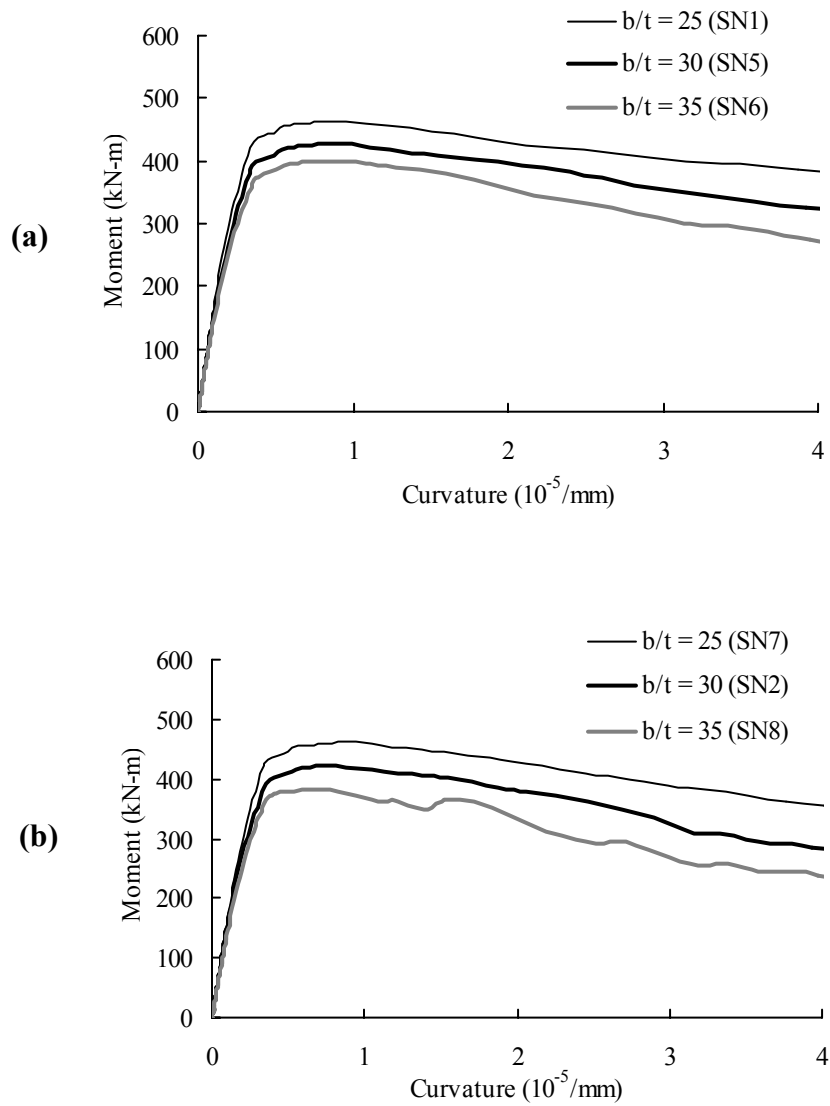 b/t = 25 (SN1)
b/t = 30 (SN5)
b/t = 35 (SN6)
(a)
Moment (kN-m)
600
500
400
300
200
100
0
0 1 2 3 4
Curvature (10⁻⁵/mm)
b/t = 25 (SN7)
b/t = 30 (SN2)
b/t = 35 (SN8)
(b)
Moment (kN-m)
600
500
400
300
200
100
0
0 1 2 3 4
Curvature (10⁻⁵/mm)